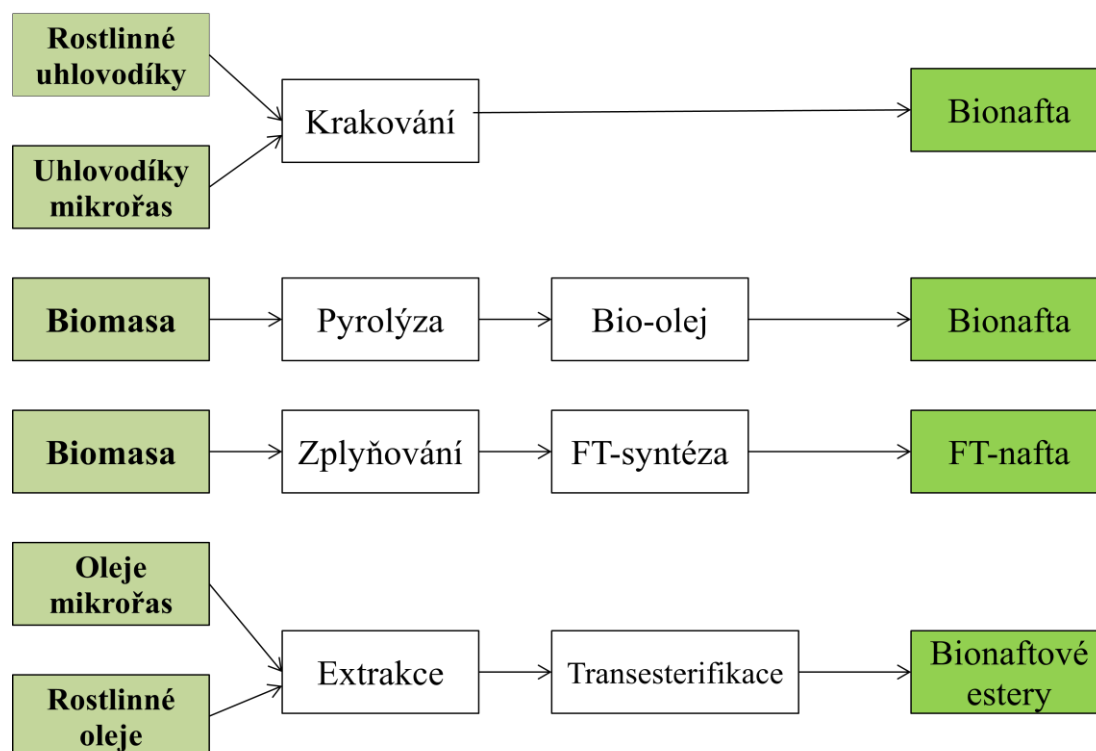 Rostlinné
uhlovodíky
Uhlovodíky
mikrořas
Krakování
Bionafta
Biomasa
Pyrolýza
Bio-olej
Bionafta
Biomasa
Zplyňování
FT-syntéza
FT-nafta
Oleje
mikrořas
Rostlinné
oleje
Extrakce
Transesterifikace
Bionaftové
estery